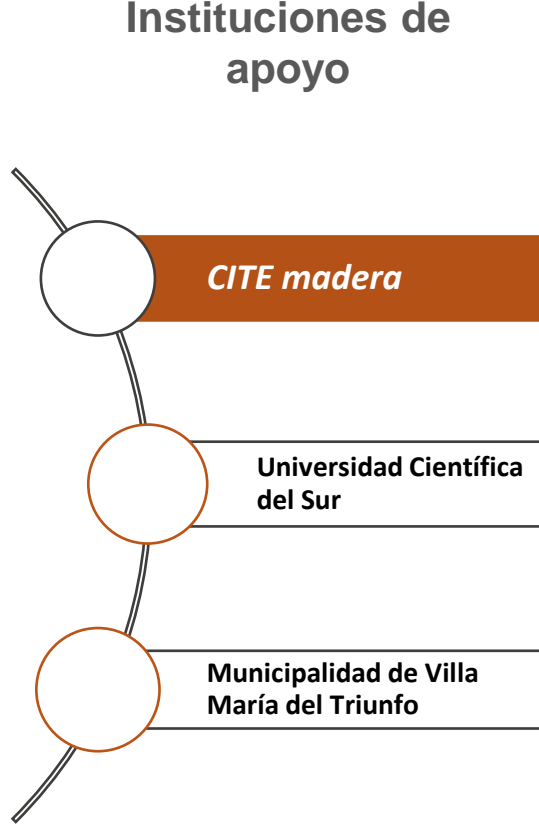 Instituciones de
apoyo
CITE madera
Universidad Científica
del Sur
Municipalidad de Villa
María del Triunfo